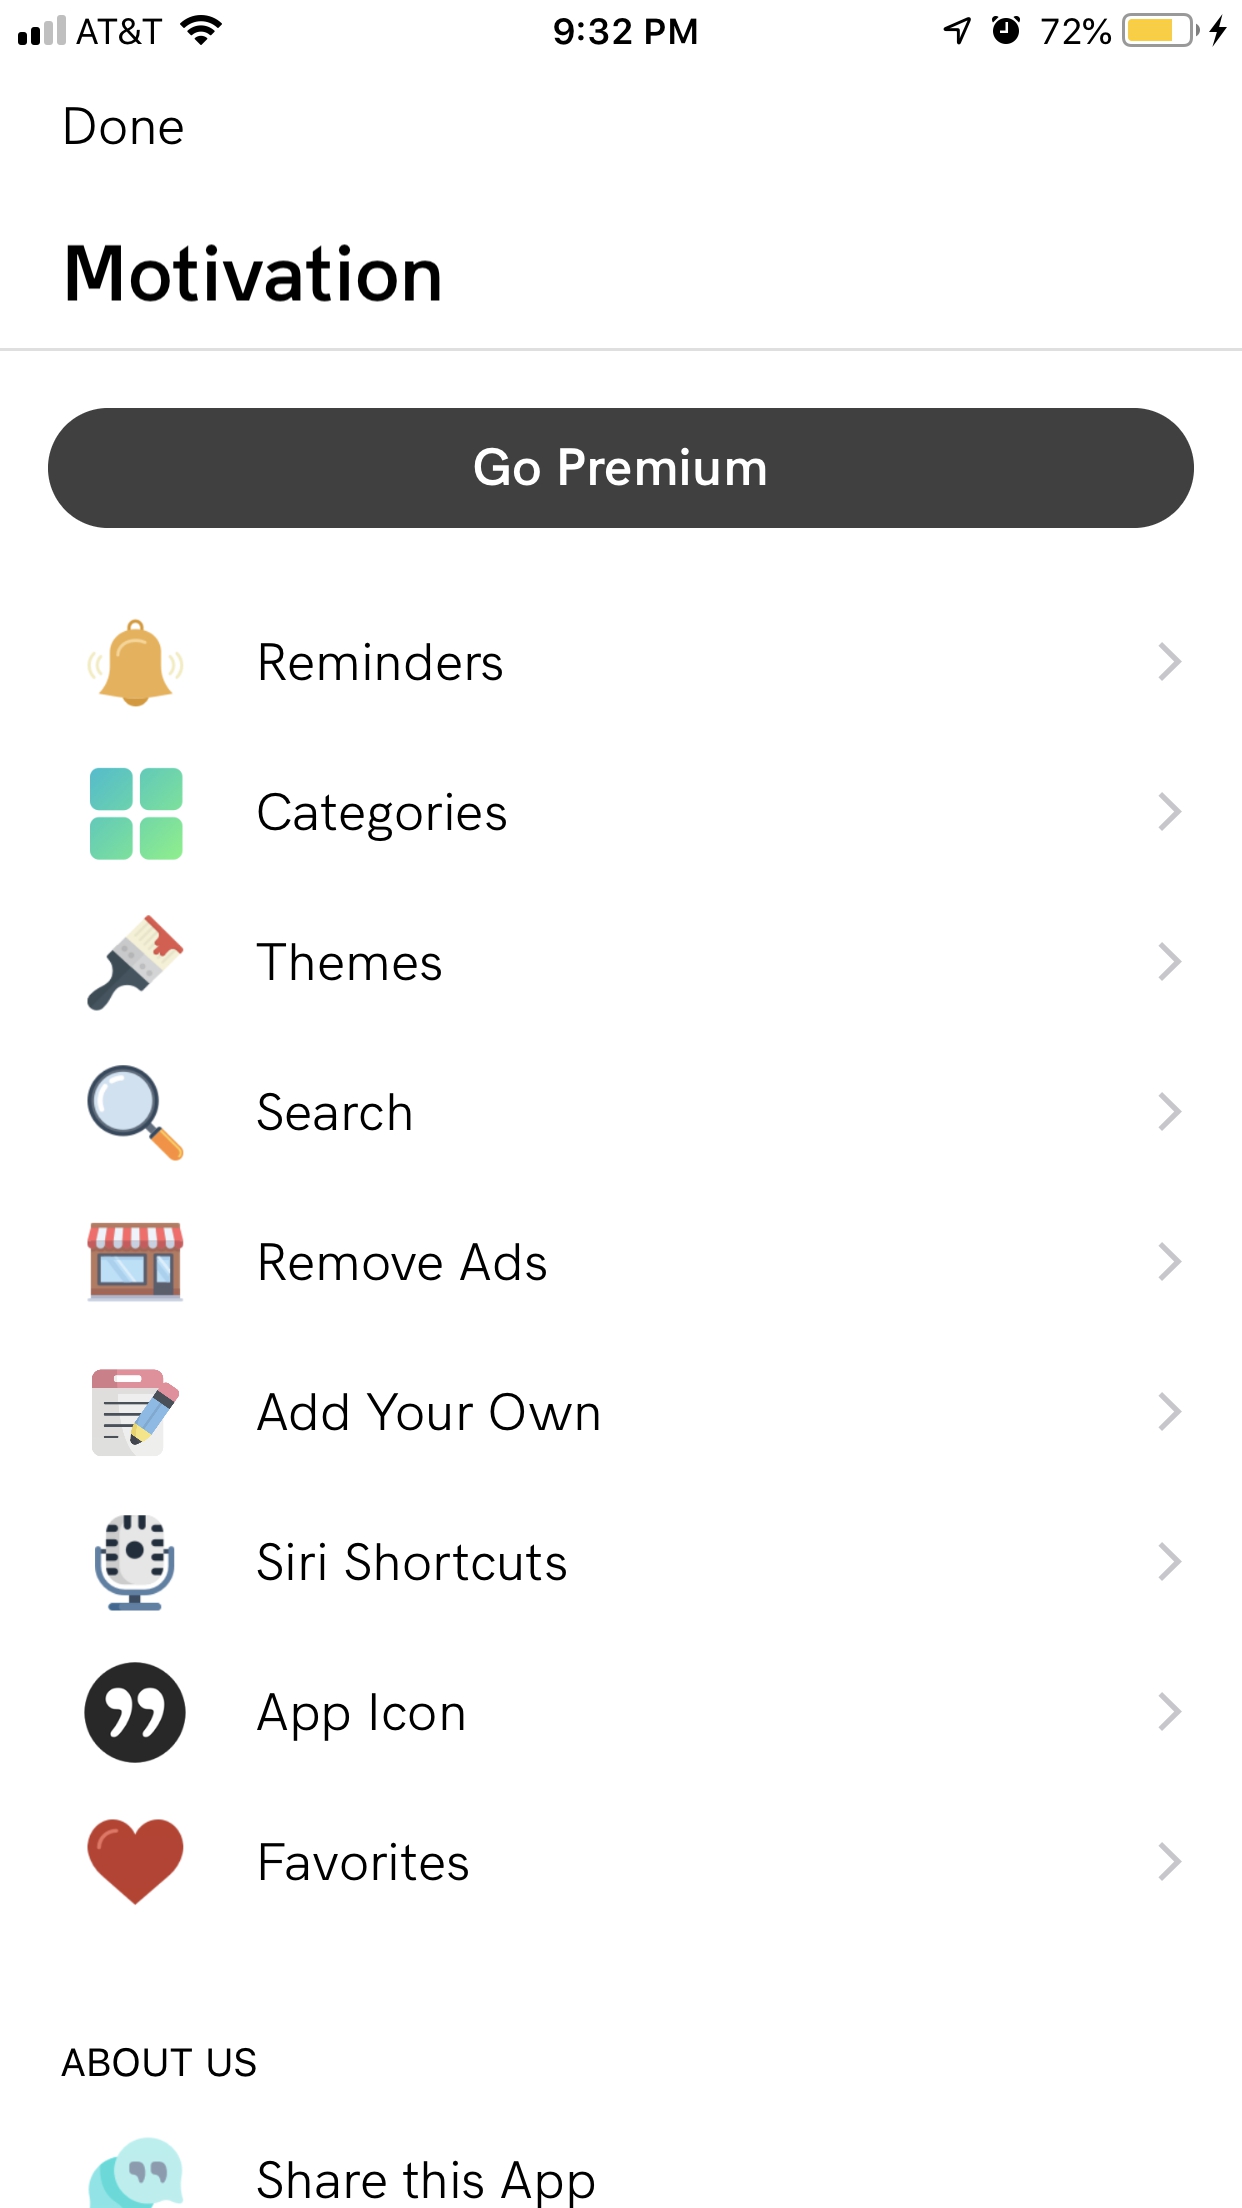 AT&T 9:32 PM 72%
Done
Motivation
Go Premium
Reminders
Categories
Themes
Search
Remove Ads
Add Your Own
Siri Shortcuts
App Icon
Favorites
ABOUT US
Share this App